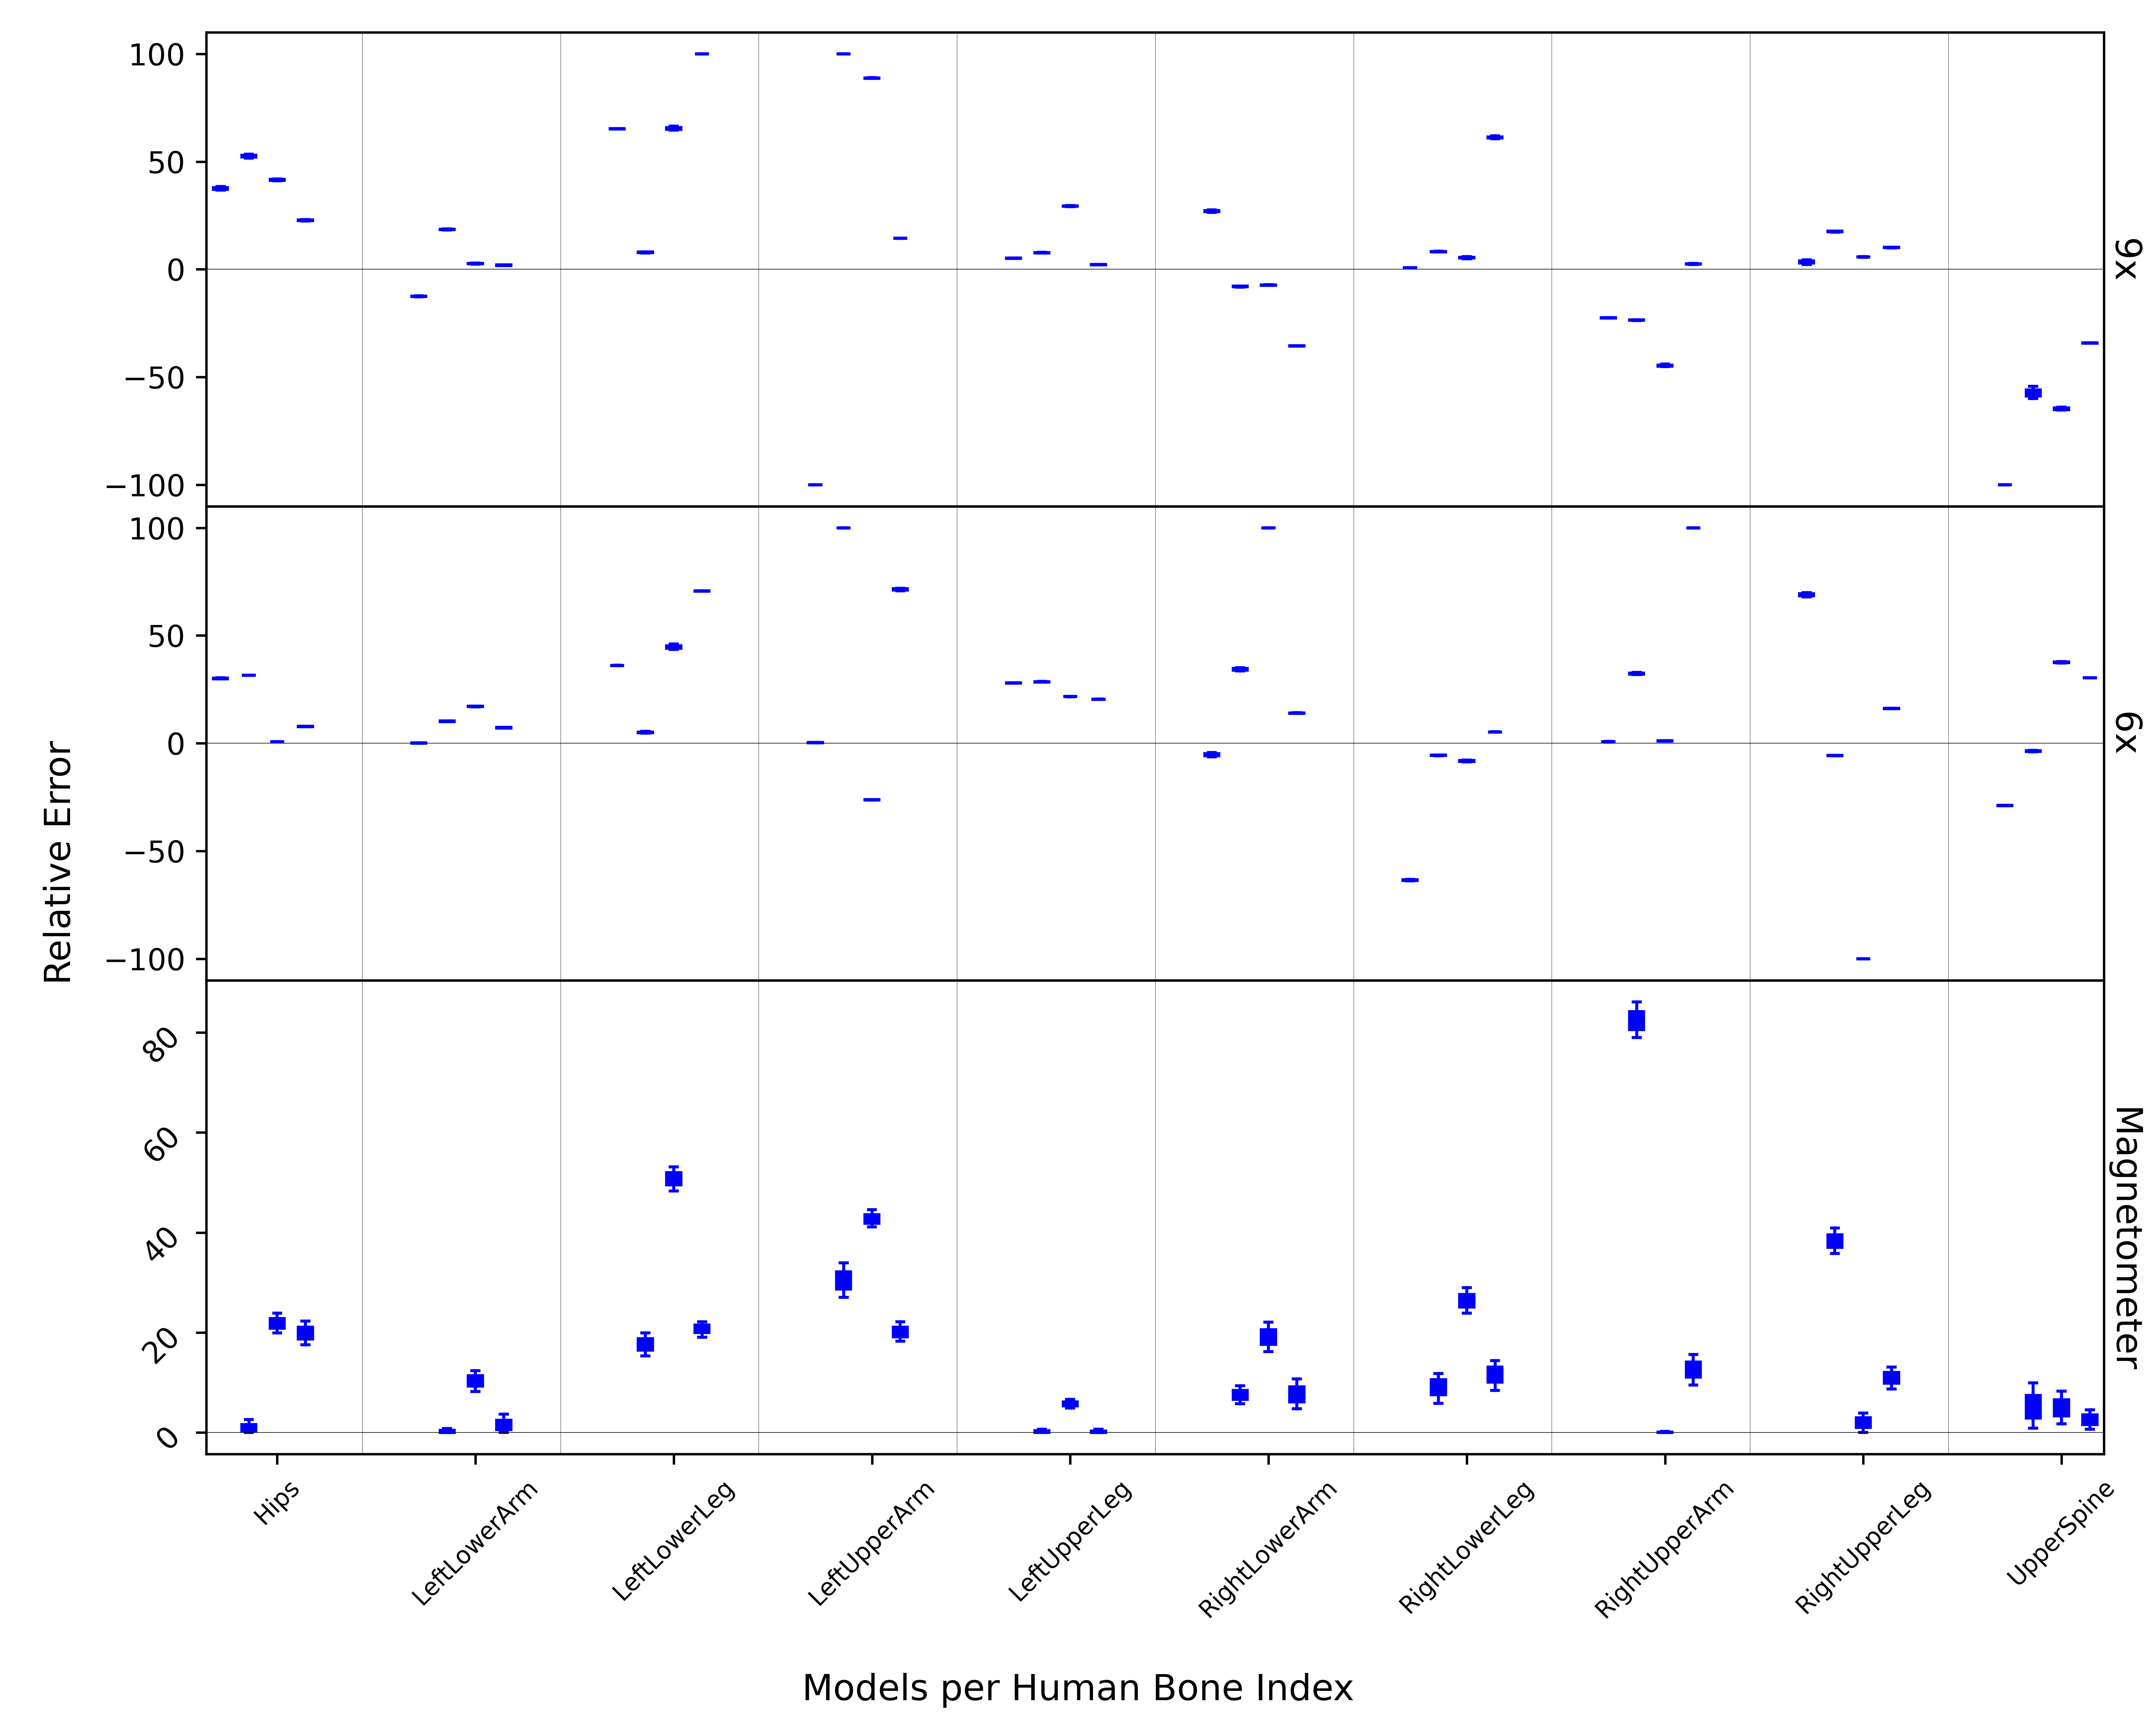 Relative Error
100
50
0
−50
−100
9x
100
50
0
−50
−100
6x
80
60
40
20
0
Magnetometer
Hips
LeftLowerArm
LeftLowerLeg
LeftUpperArm
LeftUpperLeg
RightLowerArm
RightLowerLeg
RightUpperArm
RightUpperLeg
UpperSpine
Models per Human Bone Index